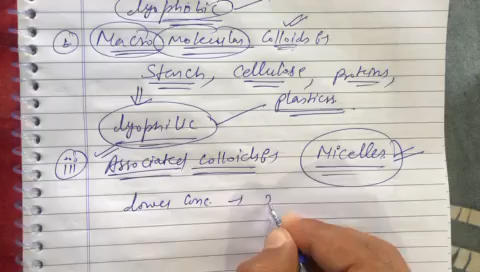 Lyophobic
(b) Macro Molecular Colloids
Starch, Cellulose, proteins,
plastics
⇓
Lyophilic
(iii) Associated Colloids Micelles
Lower Conc. →